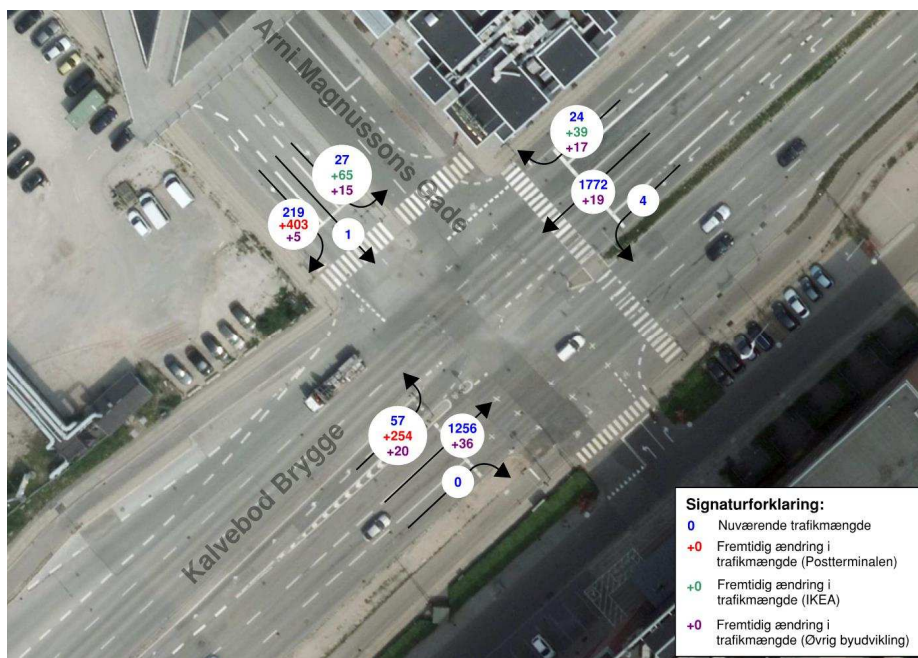 Arni Magnussons Gade
24
+39
+17
27
+65
+15
1772
+19
4
219
+403
+5
1
57
+254
+20
1256
+36
0
Kalvebod Brygge
Signaturforklaring:
0 Nuværende trafikmængde
+0 Fremtidig ændring i
trafikmængde (Postterminalen)
+0 Fremtidig ændring i
trafikmængde (IKEA)
+0 Fremtidig ændring i
trafikmængde (Øvrig byudvikling)